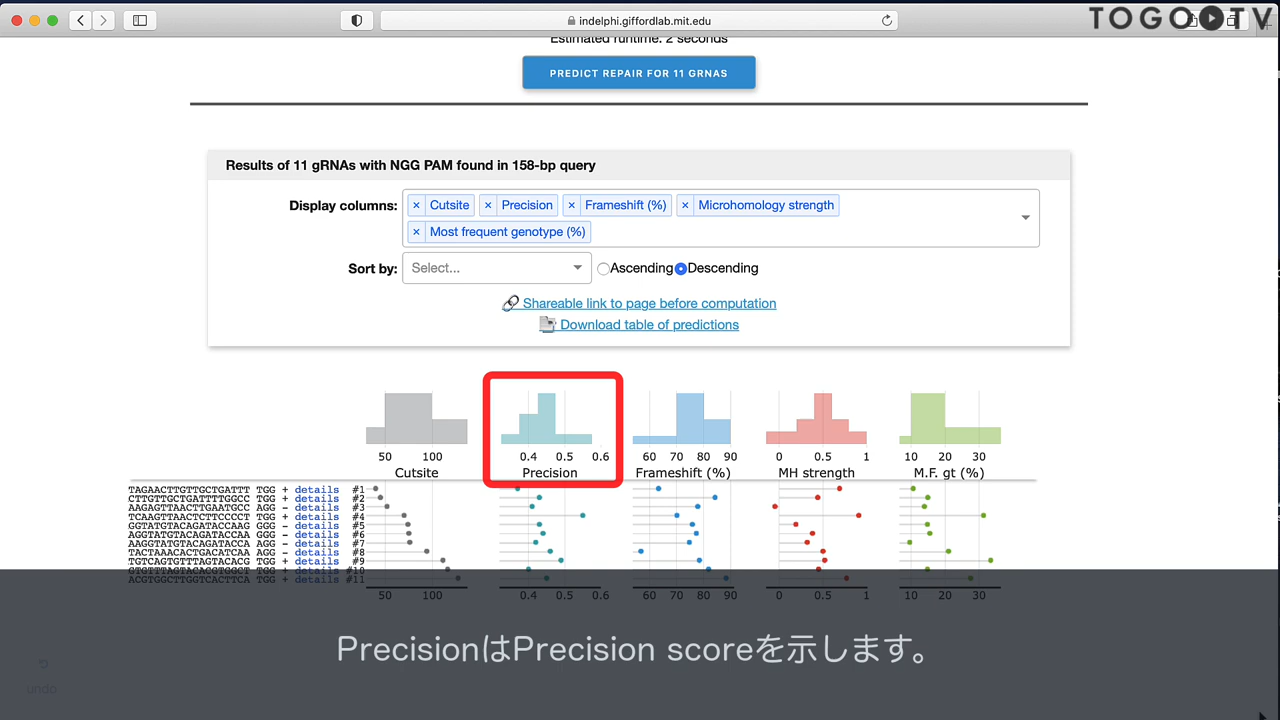 indelphi.giffordlab.mit.edu
TOGO TV
Estimated runtime: 2 seconds
PREDICT REPAIR FOR 11 GRNAS
Results of 11 gRNAs with NGG PAM found in 158-bp query
Display columns: × Cutsite × Precision × Frameshift (%) × Microhomology strength
× Most frequent genotype (%)
Sort by: Select... Ascending Descending
Shareable link to page before computation
Download table of predictions
50 100 0.4 0.5 0.6 60 70 80 90 0 0.5 1 10 20 30
Cutsite Precision Frameshift (%) MH strength M.F. gt (%)
TAGAACTTGTTGCTGATTT TGG + details #1
CTTGTTGCTGATTTTGGCC TGG + details #2
AAGAGTTAACTTGAATGCC AGG - details #3
TCAAGTTAACTCTTCCCCT TGG + details #4
GGTATGTACAGATACCAAG GGG - details #5
AGGTATGTACAGATACCAA GGG - details #6
AAGGTATGTACAGATACCA AGG - details #7
TACTAAACACTGACATCAA AGG - details #8
TGTCAGTGTTTAGTACACG TGG + details #9
GTGTTTAGTACACGTGGCT TGG + details #10
ACGTGGCTTGGTCACTTCA TGG + details #11
50 100 0.4 0.5 0.6 60 70 80 90 0 0.5 1 10 20 30
PrecisionはPrecision scoreを示します。
undo